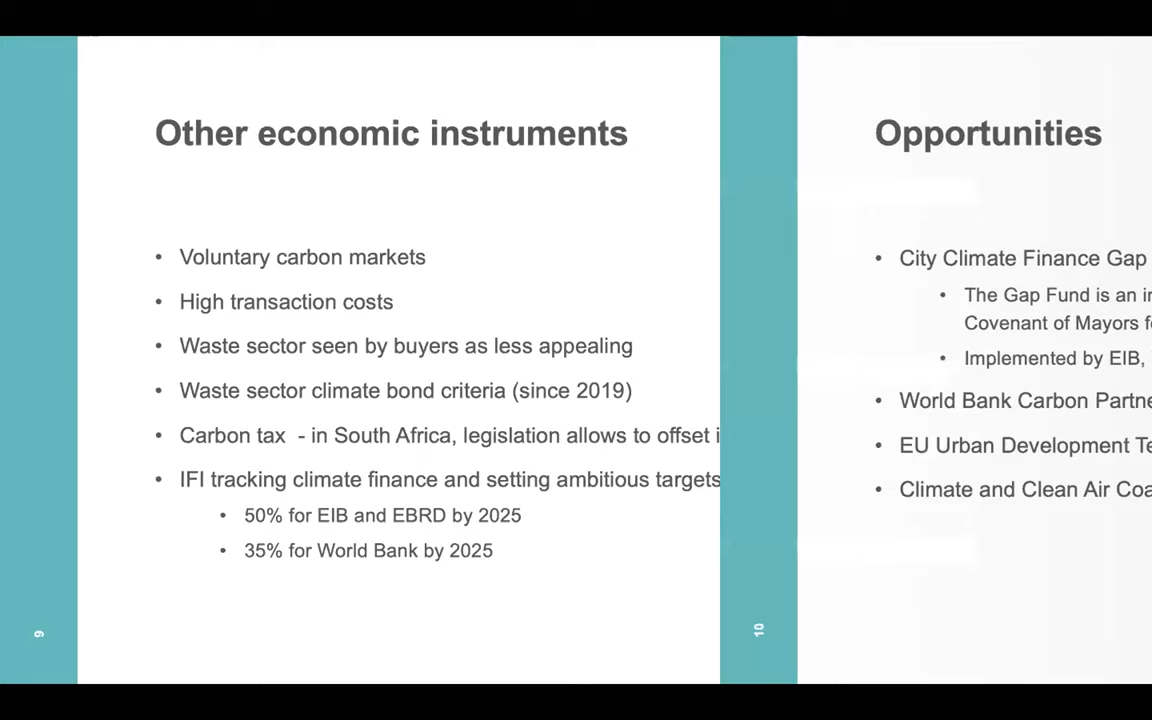 Other economic instruments
• Voluntary carbon markets
• High transaction costs
• Waste sector seen by buyers as less appealing
• Waste sector climate bond criteria (since 2019)
• Carbon tax - in South Africa, legislation allows to offset
• IFI tracking climate finance and setting ambitious targets
• 50% for EIB and EBRD by 2025
• 35% for World Bank by 2025
9
Opportunities
• City Climate Finance Gap
• The Gap Fund is an
Covenant of Mayors
• Implemented by EIB,
• World Bank Carbon
• EU Urban Development
• Climate and Clean Air
10